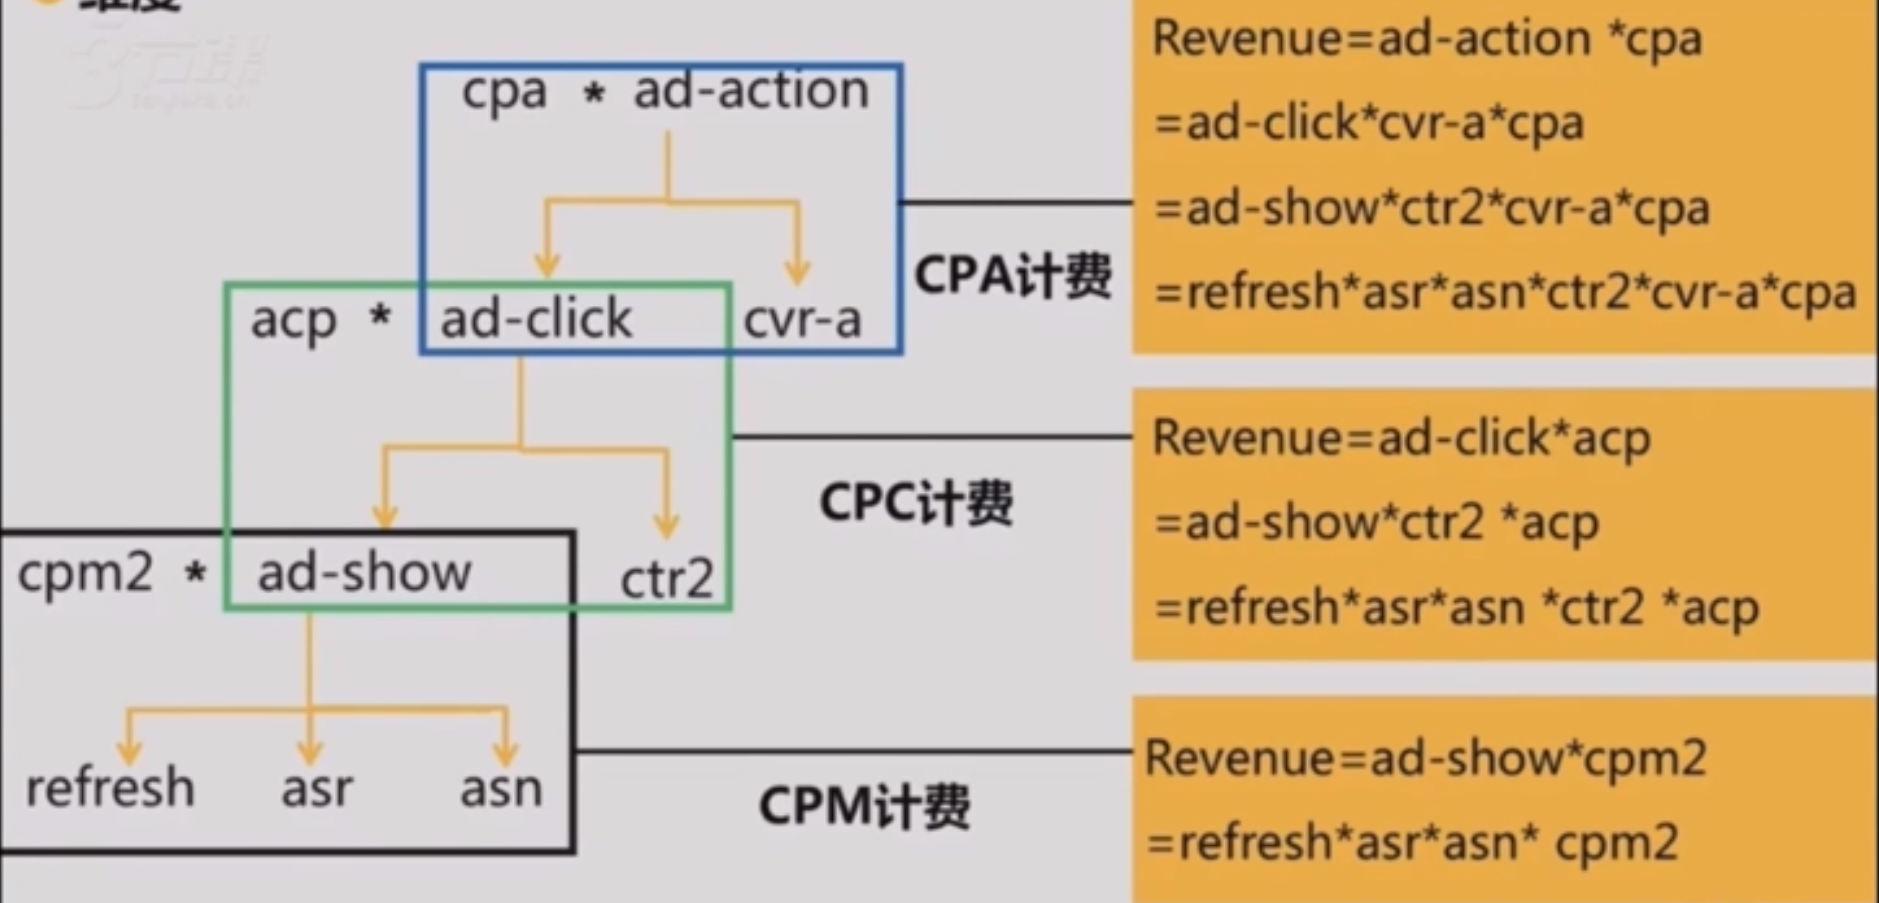 维度
cpa * ad-action
acp * ad-click cvr-a
cpm2 * ad-show ctr2
refresh asr asn
CPA计费
CPC计费
CPM计费
Revenue=ad-action *cpa
=ad-click*cvr-a*cpa
=ad-show*ctr2*cvr-a*cpa
=refresh*asr*asn*ctr2*cvr-a*cpa
Revenue=ad-click*acp
=ad-show*ctr2 *acp
=refresh*asr*asn *ctr2 *acp
Revenue=ad-show*cpm2
=refresh*asr*asn* cpm2